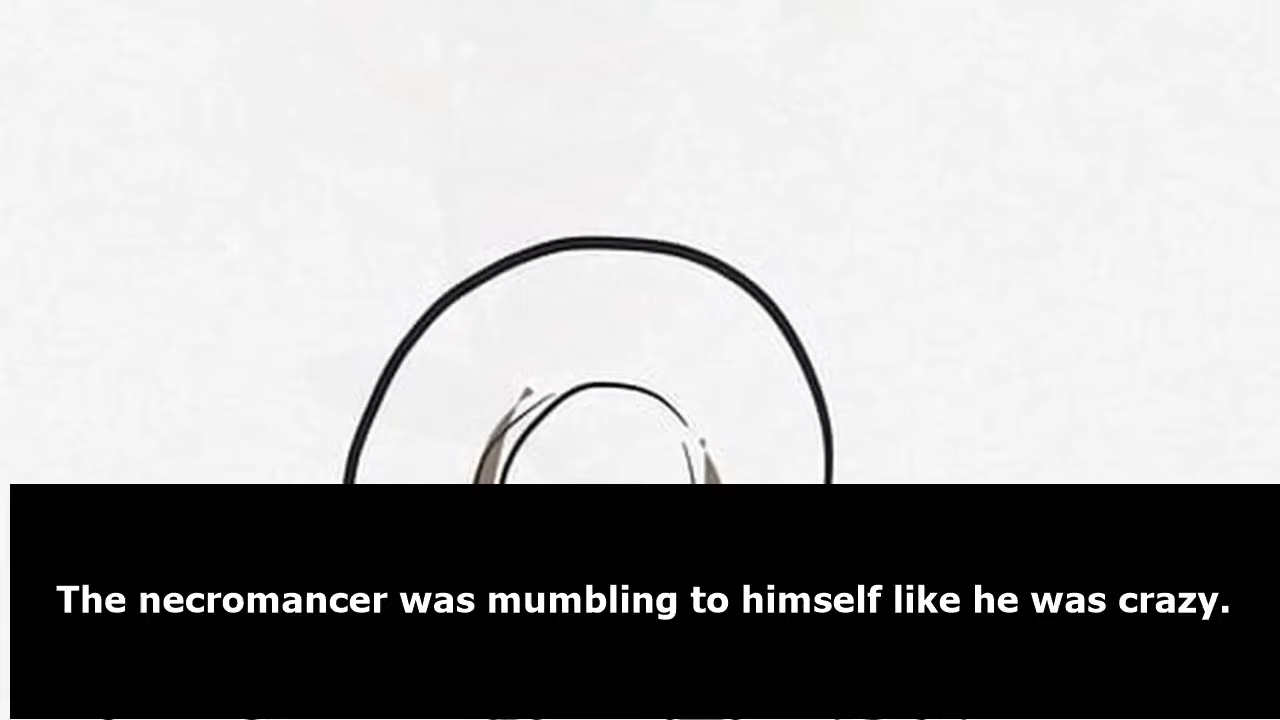 The necromancer was mumbling to himself like he was crazy.